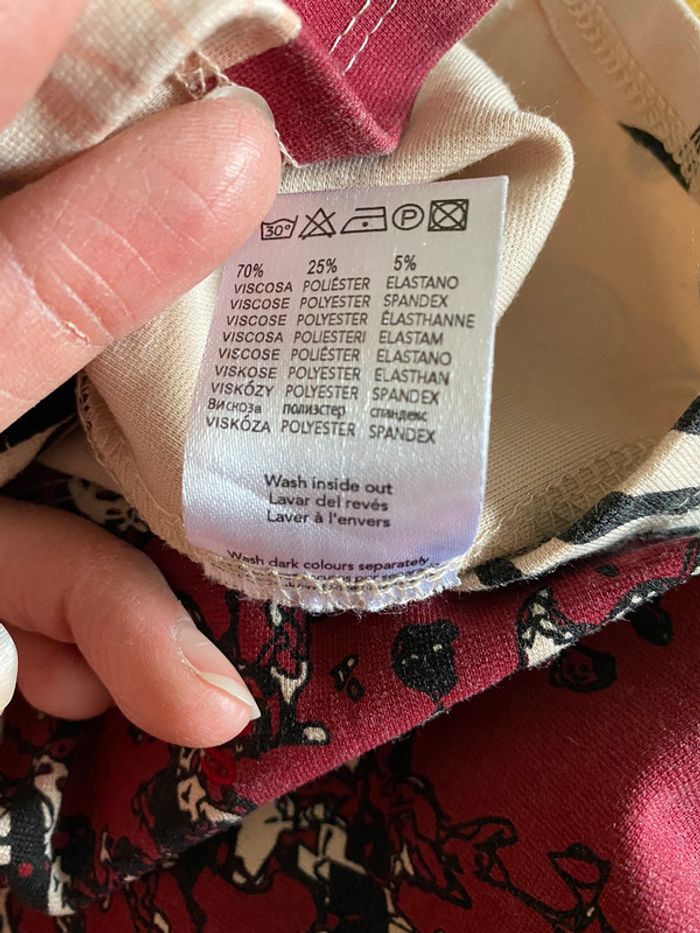 30° P
70% 25% 5%
VISCOSA POLIÉSTER ELASTANO
VISCOSE POLYESTER SPANDEX
VISCOSE POLYESTER ÉLASTHANNE
VISCOSA POLIESTERI ELASTAM
VISCOSE POLIÉSTER ELASTANO
VISKOSE POLYESTER ELASTHAN
VISKÓZY POLYESTER SPANDEX
Вискоза полиэстер спандекс
VISKÓZA POLYESTER SPANDEX
Wash inside out
Lavar del revés
Laver à l'envers
Wash dark colours separately